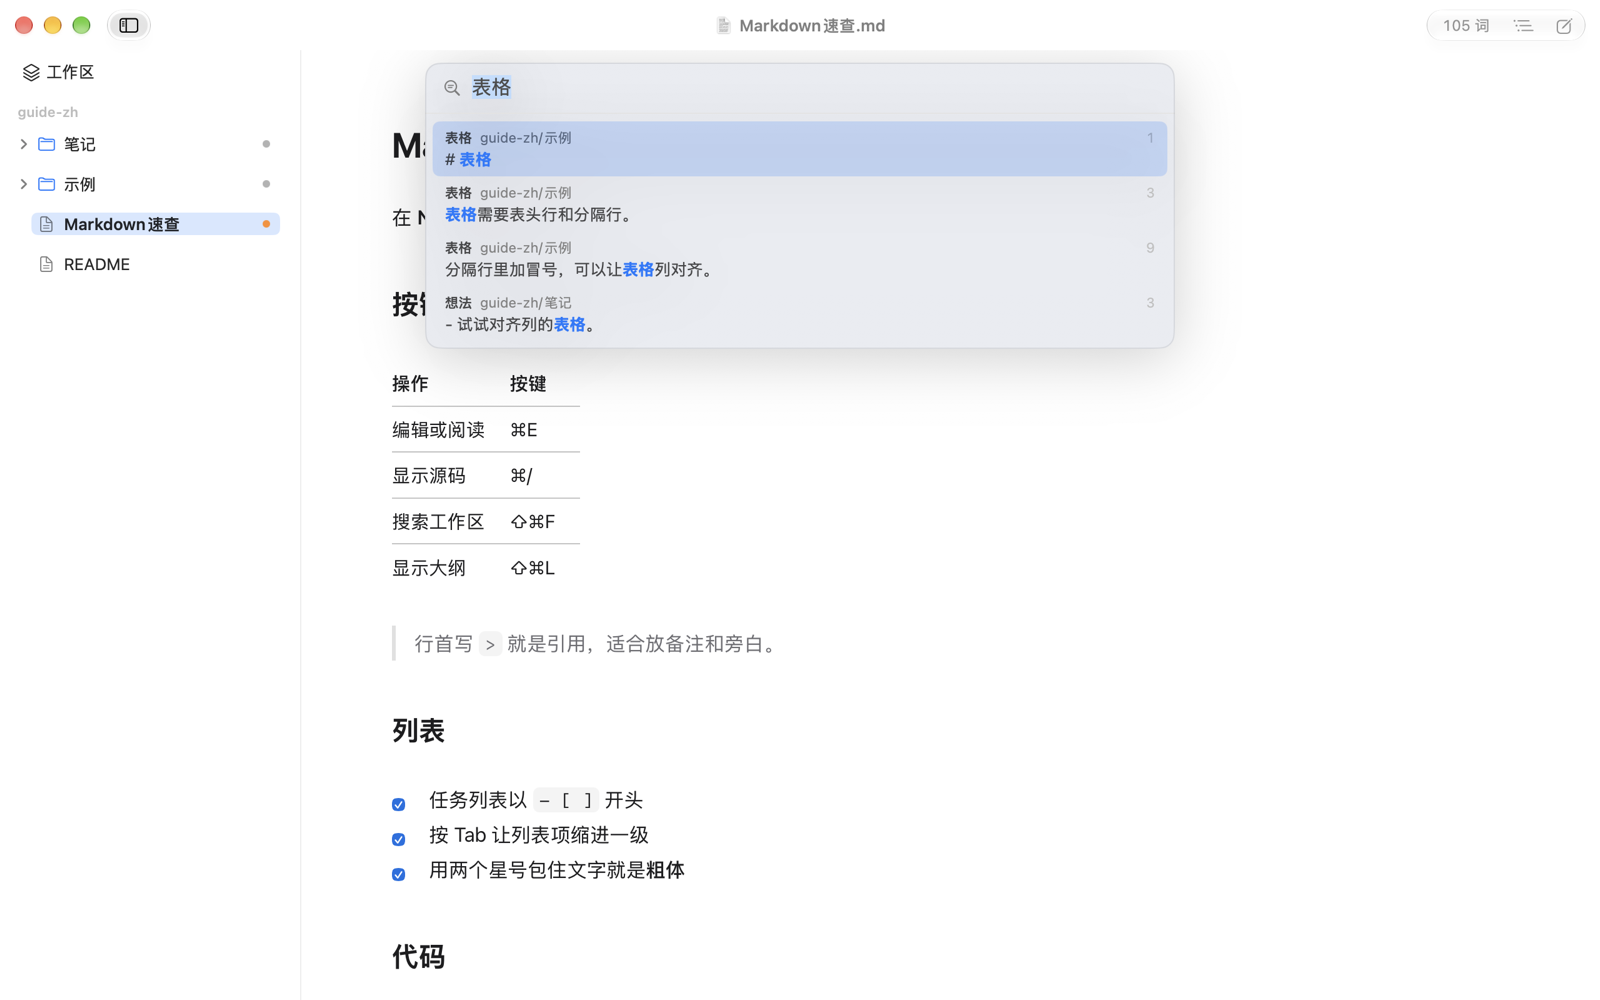 Markdown速查.md
105 词
工作区
guide-zh
笔记
示例
Markdown速查
README
表格
表格 guide-zh/示例 1
# 表格
表格 guide-zh/示例 3
表格需要表头行和分隔行。
表格 guide-zh/示例 9
分隔行里加冒号，可以让表格列对齐。
想法 guide-zh/笔记 3
- 试试对齐列的表格。
在
操作 按键
编辑或阅读 ⌘E
显示源码 ⌘/
搜索工作区 ⇧⌘F
显示大纲 ⇧⌘L
行首写 > 就是引用，适合放备注和旁白。
列表
任务列表以 - [ ] 开头
按 Tab 让列表项缩进一级
用两个星号包住文字就是粗体
代码